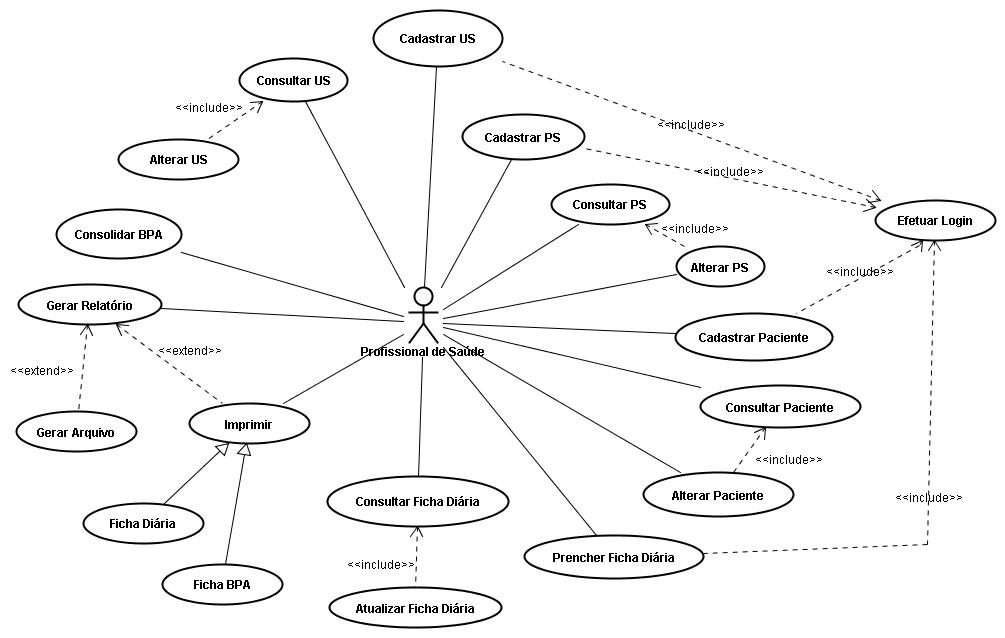 Cadastrar US
Consultar US
<<include>>
<<include>>
Cadastrar PS
Alterar US
<<include>>
Consultar PS
Efetuar Login
<<include>>
Consolidar BPA
Alterar PS
<<include>>
Gerar Relatório
Cadastrar Paciente
<<extend>>
Profissional de Saúde
<<extend>>
Consultar Paciente
Imprimir
Gerar Arquivo
<<include>>
Alterar Paciente
<<include>>
Consultar Ficha Diária
Ficha Diária
Prencher Ficha Diária
<<include>>
Ficha BPA
Atualizar Ficha Diária